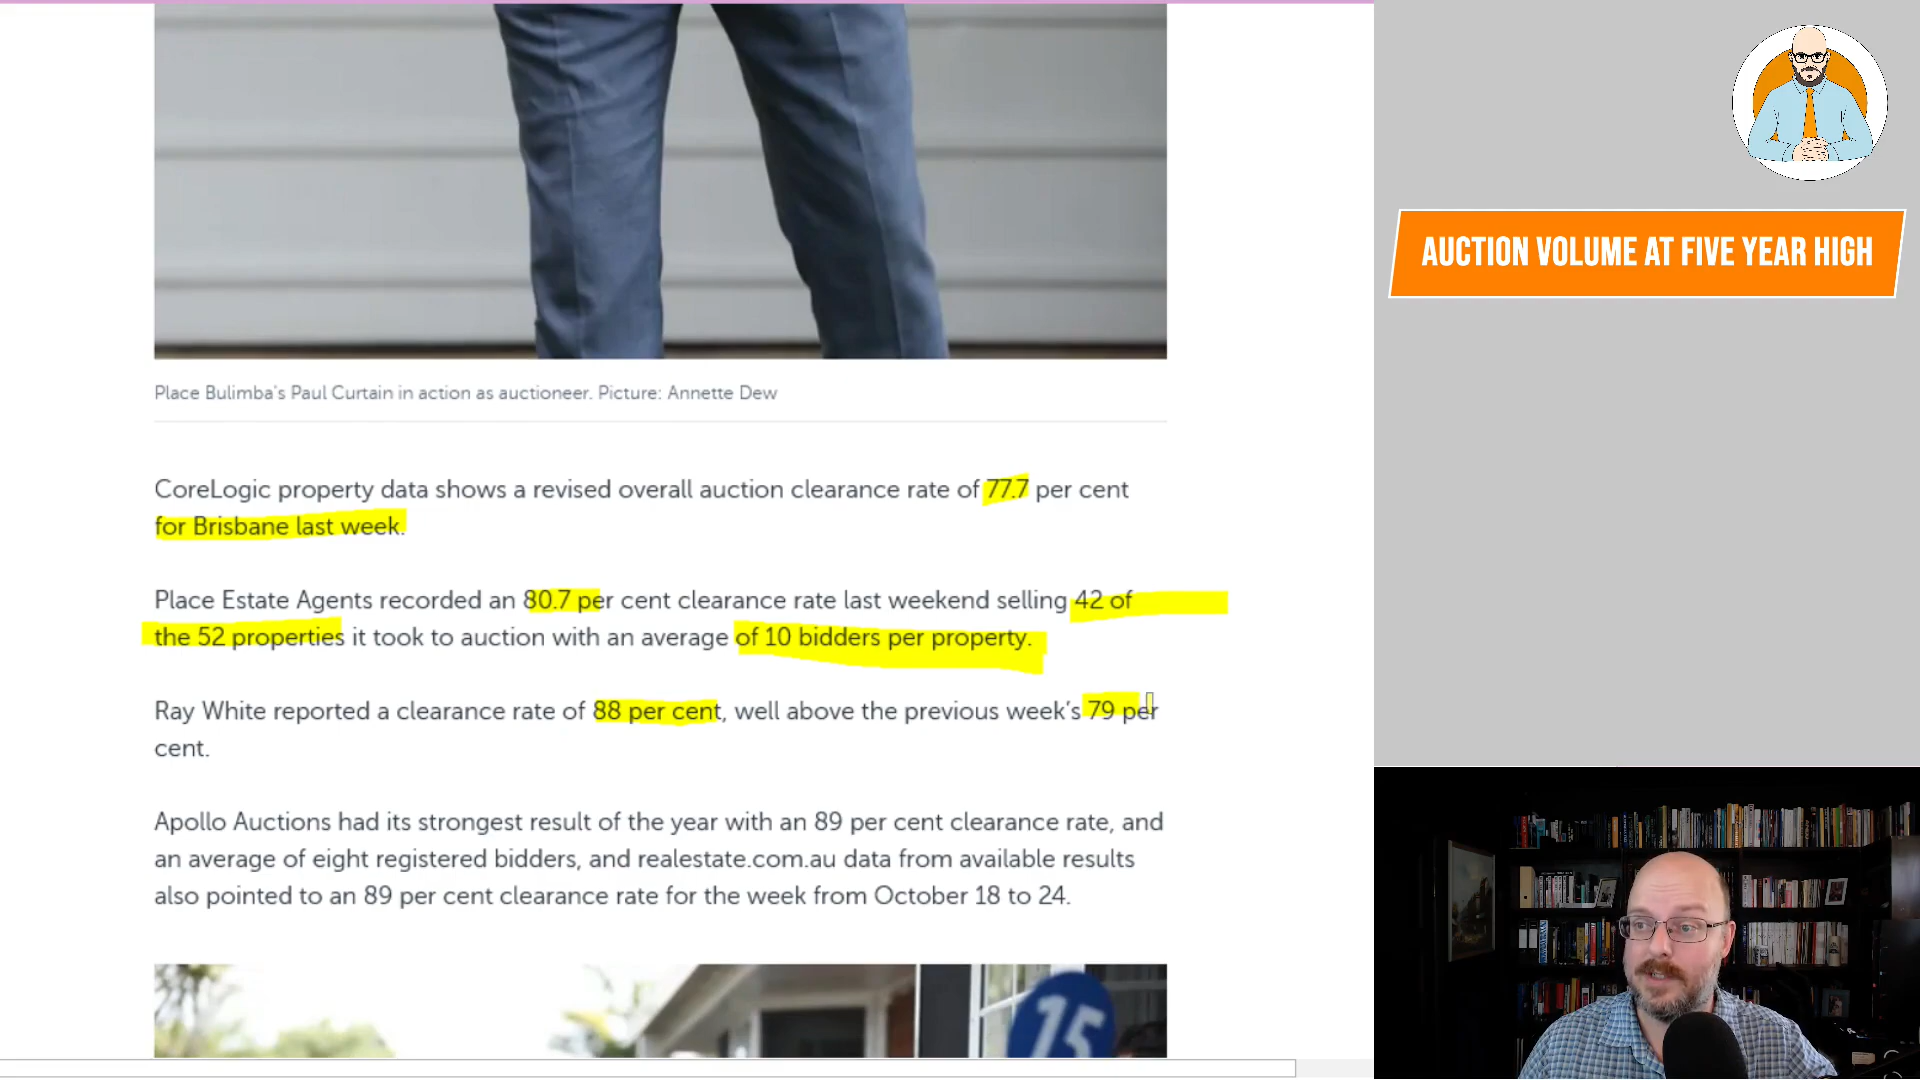 AUCTION VOLUME AT FIVE YEAR HIGH
Place Bulimba's Paul Curtain in action as auctioneer. Picture: Annette Dew
CoreLogic property data shows a revised overall auction clearance rate of 77.7 per cent
for Brisbane last week.
Place Estate Agents recorded an 80.7 per cent clearance rate last weekend selling 42 of
the 52 properties it took to auction with an average of 10 bidders per property.
Ray White reported a clearance rate of 88 per cent, well above the previous week's 79 per
cent.
Apollo Auctions had its strongest result of the year with an 89 per cent clearance rate, and
an average of eight registered bidders, and realestate.com.au data from available results
also pointed to an 89 per cent clearance rate for the week from October 18 to 24.
15